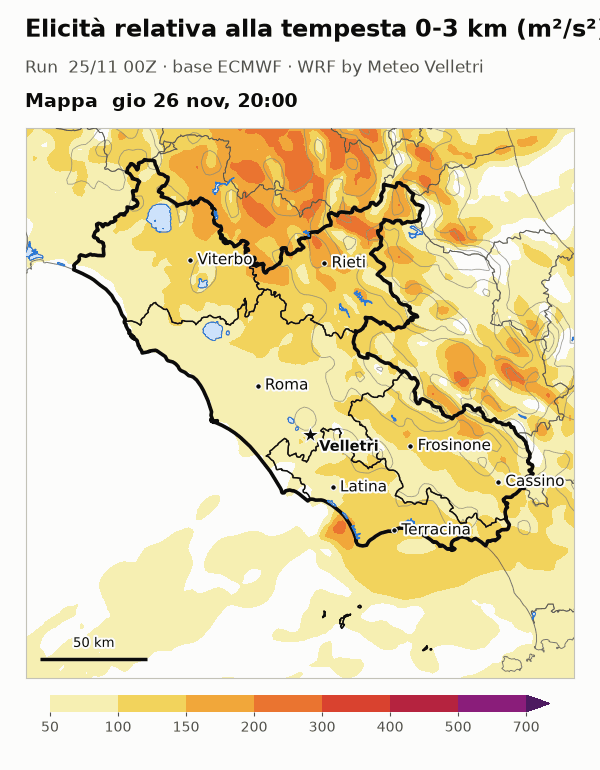 Elicità relativa alla tempesta 0-3 km (m²/s²)
Run 25/11 00Z · base ECMWF · WRF by Meteo Velletri
Mappa gio 26 nov, 20:00
Viterbo
Rieti
Roma
Velletri
Frosinone
Cassino
Latina
Terracina
50 km
50 100 150 200 300 400 500 700